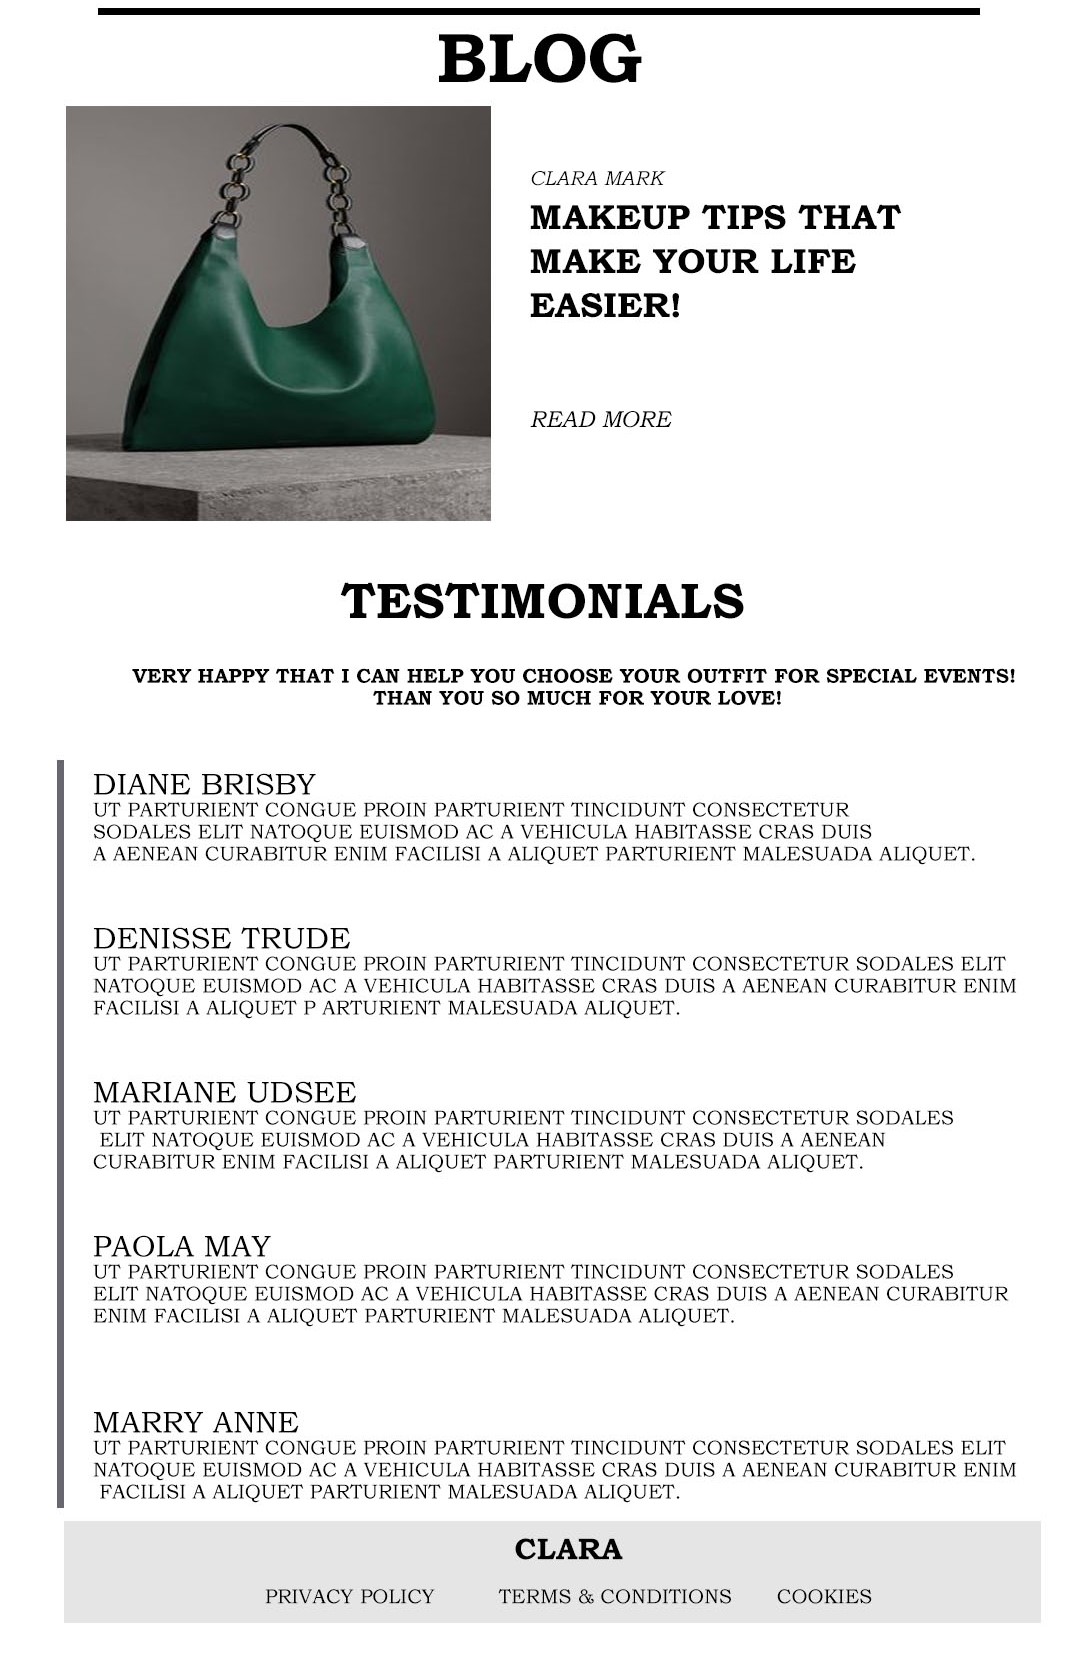 BLOG
CLARA MARK
MAKEUP TIPS THAT
MAKE YOUR LIFE
EASIER!
READ MORE
TESTIMONIALS
VERY HAPPY THAT I CAN HELP YOU CHOOSE YOUR OUTFIT FOR SPECIAL EVENTS!
THAN YOU SO MUCH FOR YOUR LOVE!
DIANE BRISBY
UT PARTURIENT CONGUE PROIN PARTURIENT TINCIDUNT CONSECTETUR
SODALES ELIT NATOQUE EUISMOD AC A VEHICULA HABITASSE CRAS DUIS
A AENEAN CURABITUR ENIM FACILISI A ALIQUET PARTURIENT MALESUADA ALIQUET.
DENISSE TRUDE
UT PARTURIENT CONGUE PROIN PARTURIENT TINCIDUNT CONSECTETUR SODALES ELIT
NATOQUE EUISMOD AC A VEHICULA HABITASSE CRAS DUIS A AENEAN CURABITUR ENIM
FACILISI A ALIQUET P ARTURIENT MALESUADA ALIQUET.
MARIANE UDSEE
UT PARTURIENT CONGUE PROIN PARTURIENT TINCIDUNT CONSECTETUR SODALES
ELIT NATOQUE EUISMOD AC A VEHICULA HABITASSE CRAS DUIS A AENEAN
CURABITUR ENIM FACILISI A ALIQUET PARTURIENT MALESUADA ALIQUET.
PAOLA MAY
UT PARTURIENT CONGUE PROIN PARTURIENT TINCIDUNT CONSECTETUR SODALES
ELIT NATOQUE EUISMOD AC A VEHICULA HABITASSE CRAS DUIS A AENEAN CURABITUR
ENIM FACILISI A ALIQUET PARTURIENT MALESUADA ALIQUET.
MARRY ANNE
UT PARTURIENT CONGUE PROIN PARTURIENT TINCIDUNT CONSECTETUR SODALES ELIT
NATOQUE EUISMOD AC A VEHICULA HABITASSE CRAS DUIS A AENEAN CURABITUR ENIM
FACILISI A ALIQUET PARTURIENT MALESUADA ALIQUET.
CLARA
PRIVACY POLICY TERMS & CONDITIONS COOKIES